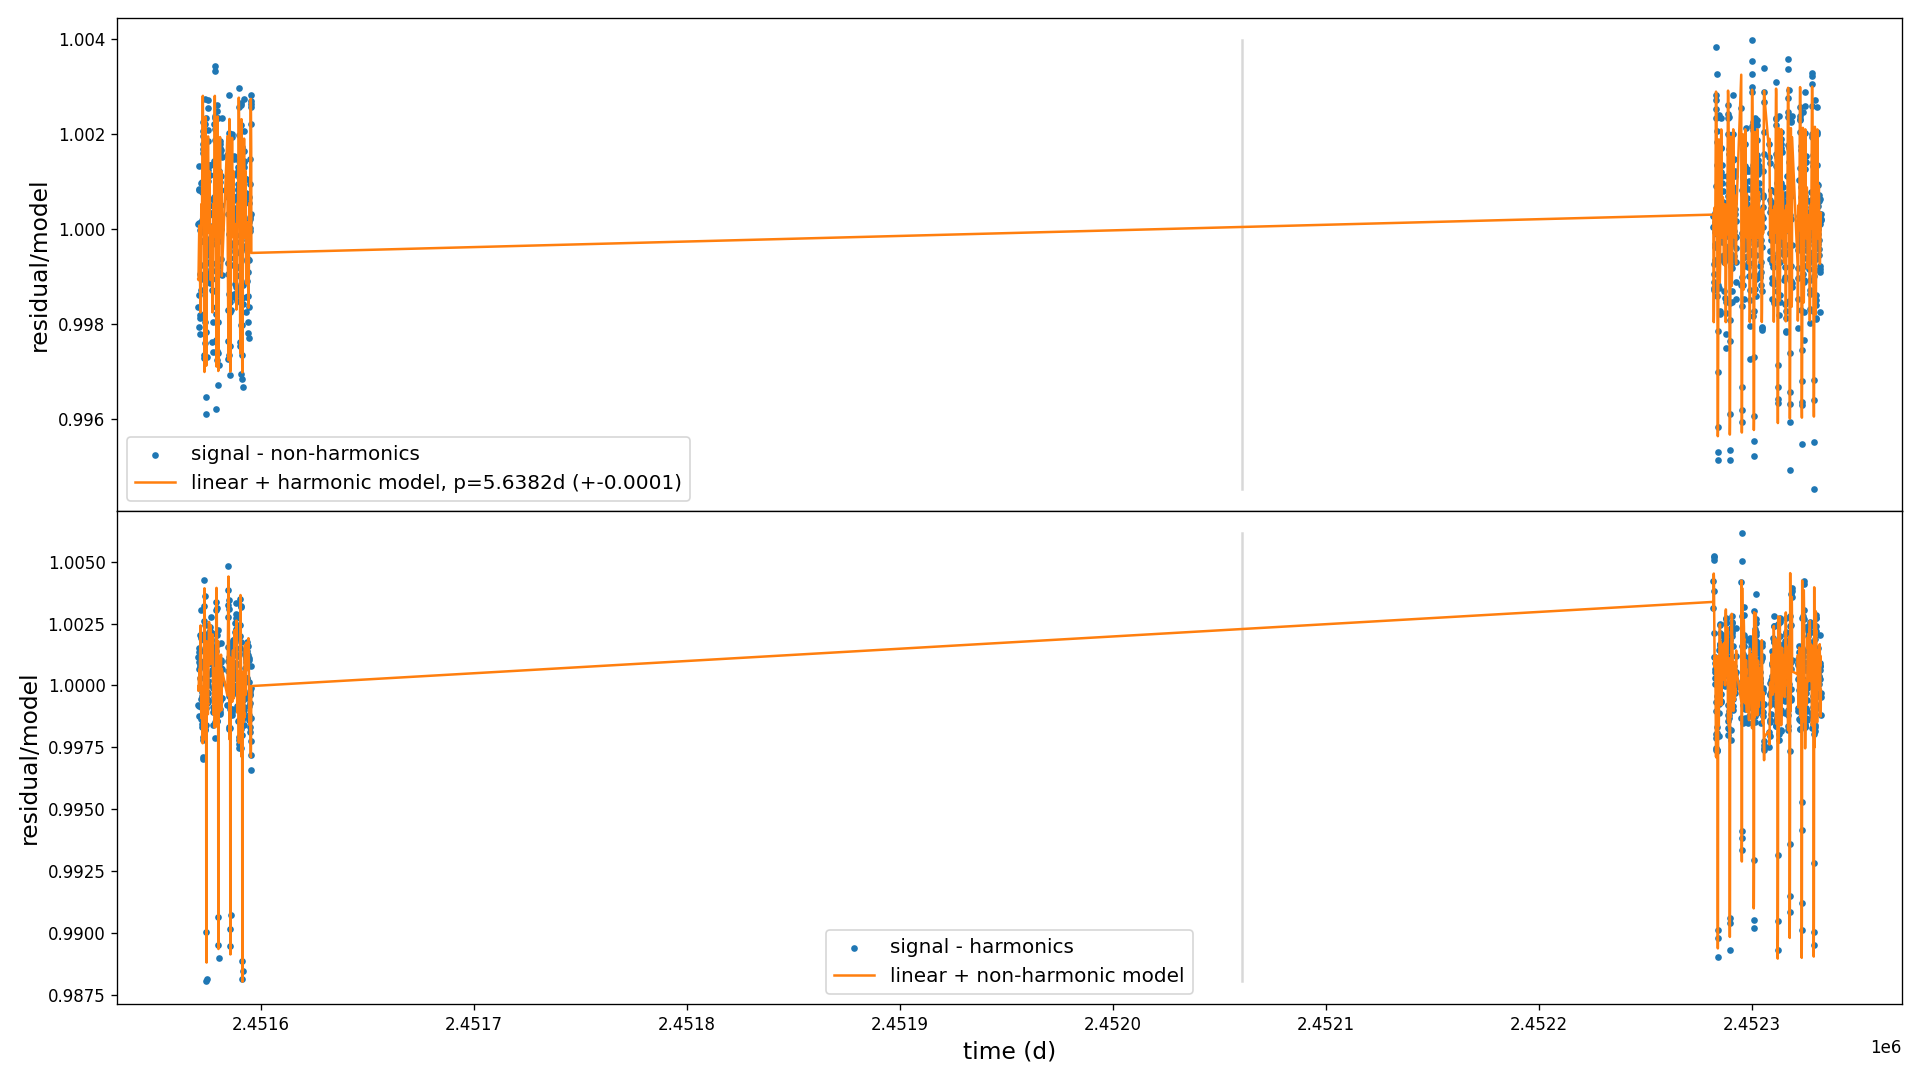 1.004
1.002
1.000
0.998
0.996
residual/model
signal - non-harmonics
linear + harmonic model, p=5.6382d (+-0.0001)
1.0050
1.0025
1.0000
0.9975
0.9950
0.9925
0.9900
0.9875
residual/model
signal - harmonics
linear + non-harmonic model
2.4516 2.4517 2.4518 2.4519 2.4520 2.4521 2.4522 2.4523
time (d)
1e6